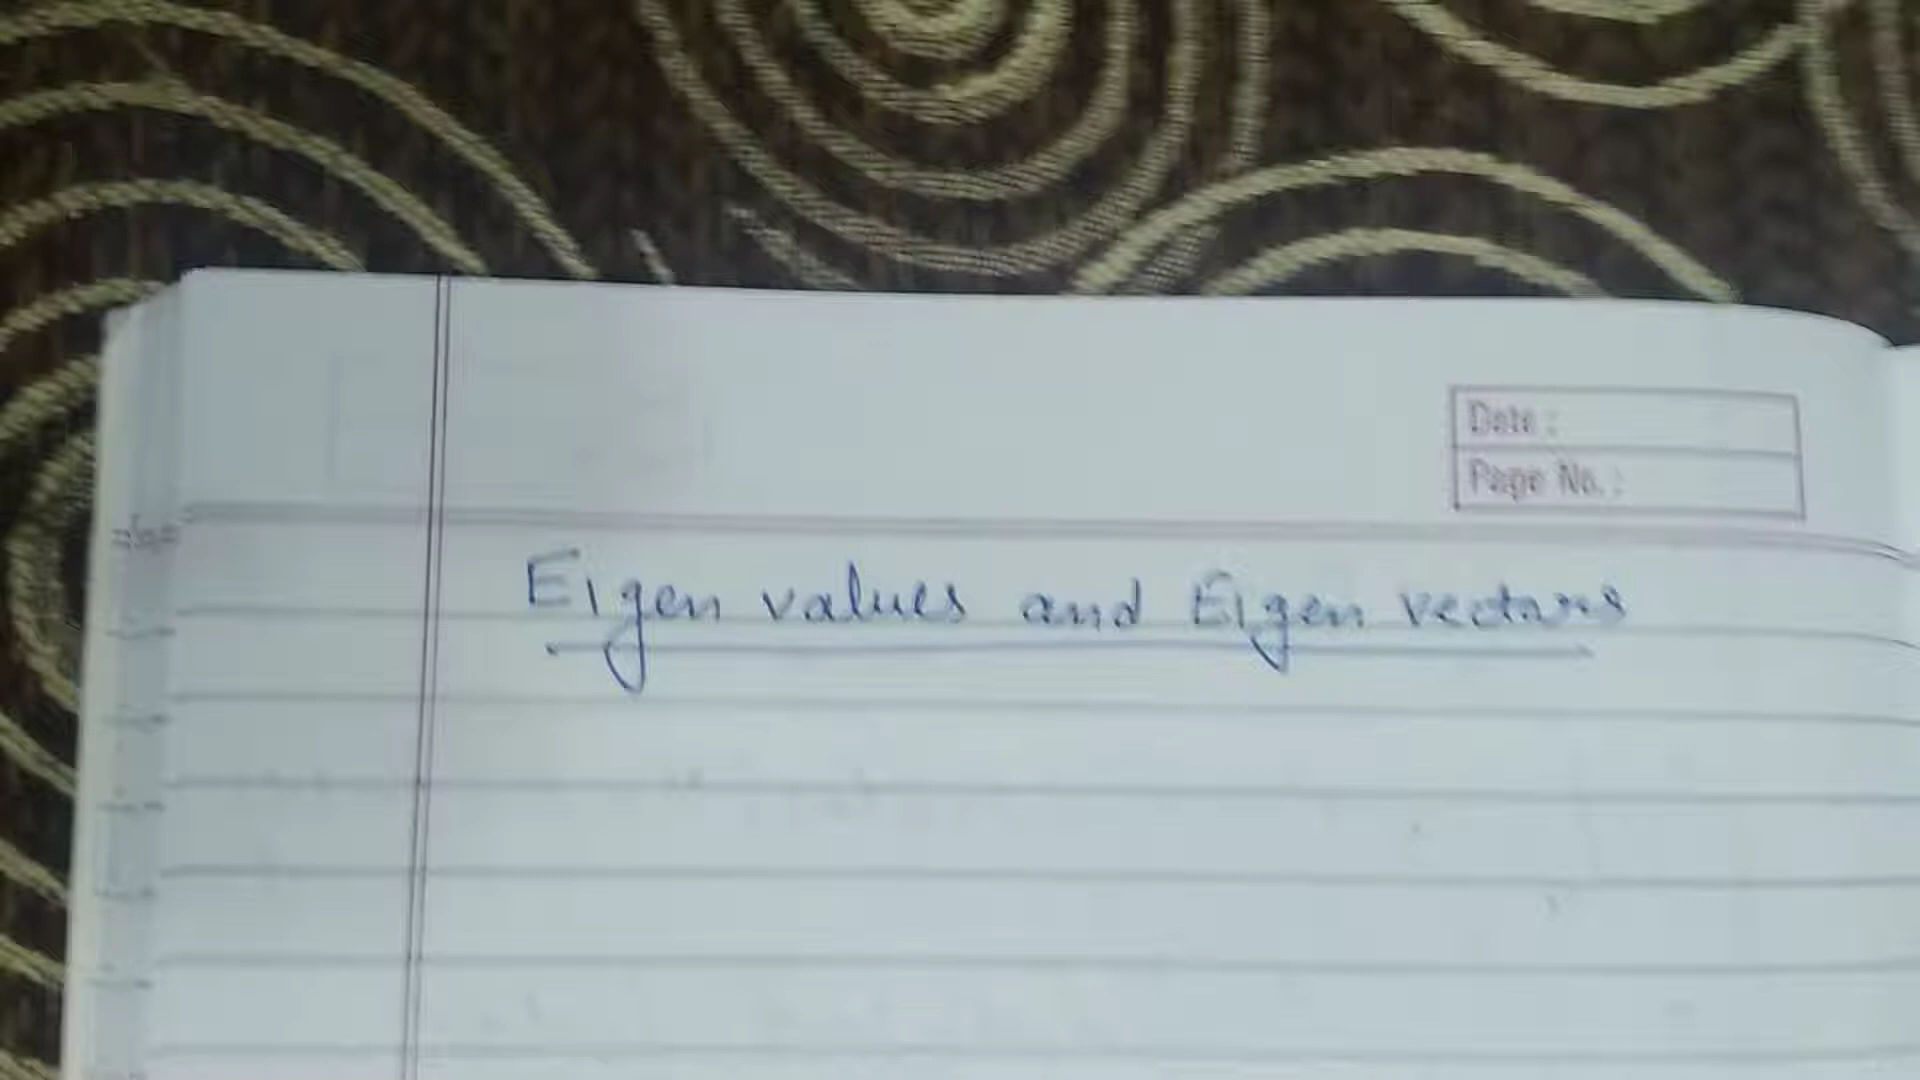 Date :
Page No. :
Eigen values and Eigen vectors